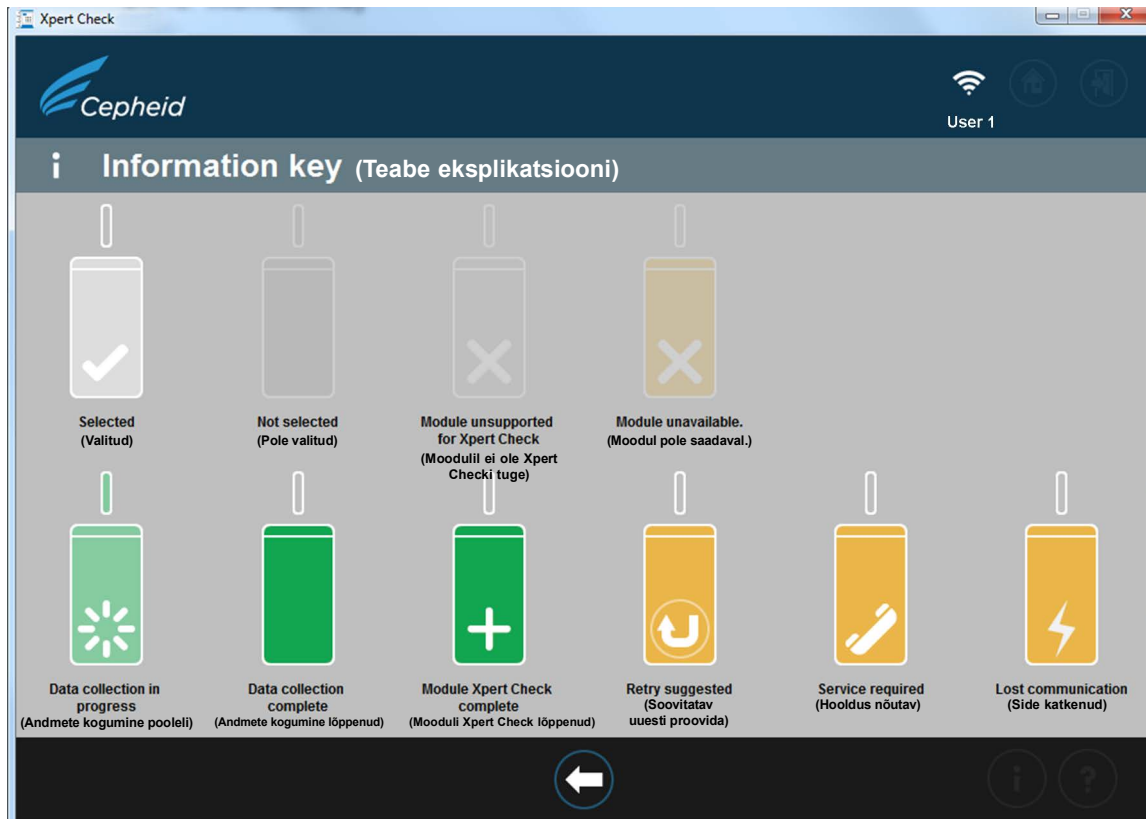 Xpert Check
Cepheid
User 1
i Information key (Teabe eksplikatsiooni)
Selected
(Valitud)
Not selected
(Pole valitud)
Module unsupported
for Xpert Check
(Moodulil ei ole Xpert
Checki tuge)
Module unavailable.
(Moodul pole saadaval.)
Data collection in
progress
(Andmete kogumine pooleli)
Data collection
complete
(Andmete kogumine lõppenud)
Module Xpert Check
complete
(Mooduli Xpert Check lõppenud)
Retry suggested
(Soovitatav
uuesti proovida)
Service required
(Hooldus nõutav)
Lost communication
(Side katkenud)
i ?